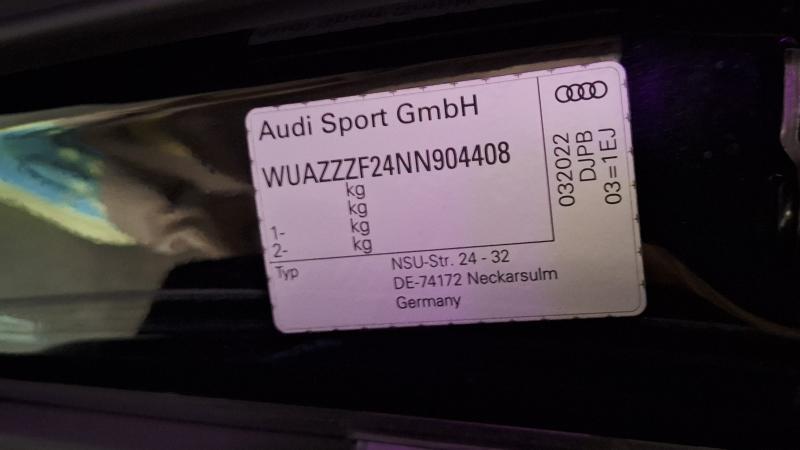 Audi Sport GmbH
WUAZZZF24NN904408
kg
kg
1- kg
2- kg
Typ
NSU-Str. 24 - 32
DE-74172 Neckarsulm
Germany
032022
DJPB
03=1EJ